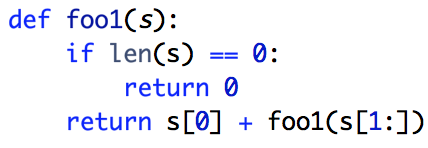 def foo1(s):
    if len(s) == 0:
        return 0
    return s[0] + foo1(s[1:])